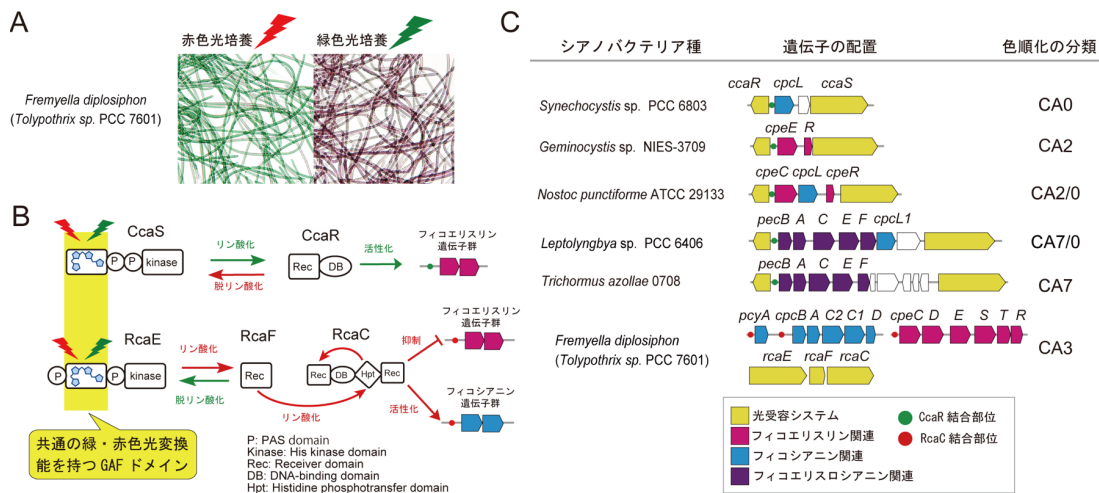 A
赤色光培養
緑色光培養
Fremyella diplosiphon
(Tolypothrix sp. PCC 7601)
B
CcaS
P P kinase
リン酸化
脱リン酸化
CcaR
Rec DB
活性化
フィコエリスリン
遺伝子群
RcaE
P P kinase
リン酸化
脱リン酸化
RcaF
Rec
リン酸化
RcaC
Rec DB Hpt Rec
抑制
フィコエリスリン
遺伝子群
活性化
フィコシアニン
遺伝子群
共通の緑・赤色光変換
能を持つ GAF ドメイン
P: PAS domain
Kinase: His kinase domain
Rec: Receiver domain
DB: DNA-binding domain
Hpt: Histidine phosphotransfer domain
C
シアノバクテリア種 遺伝子の配置 色順化の分類
ccaR cpcL ccaS
Synechocystis sp. PCC 6803 CA0
cpeE R
Geminocystis sp. NIES-3709 CA2
cpeC cpcL cpeR
Nostoc punctiforme ATCC 29133 CA2/0
pecB A C E F cpcL1
Leptolyngbya sp. PCC 6406 CA7/0
pecB A C E F
Trichormus azollae 0708 CA7
pcyA cpcB A C2 C1 D cpeC D E S T R
Fremyella diplosiphon
(Tolypothrix sp. PCC 7601)
CA3
rcaE rcaF rcaC
光受容システム
フィコエリスリン関連
フィコシアニン関連
フィコエリスロシアニン関連
CcaR 結合部位
RcaC 結合部位